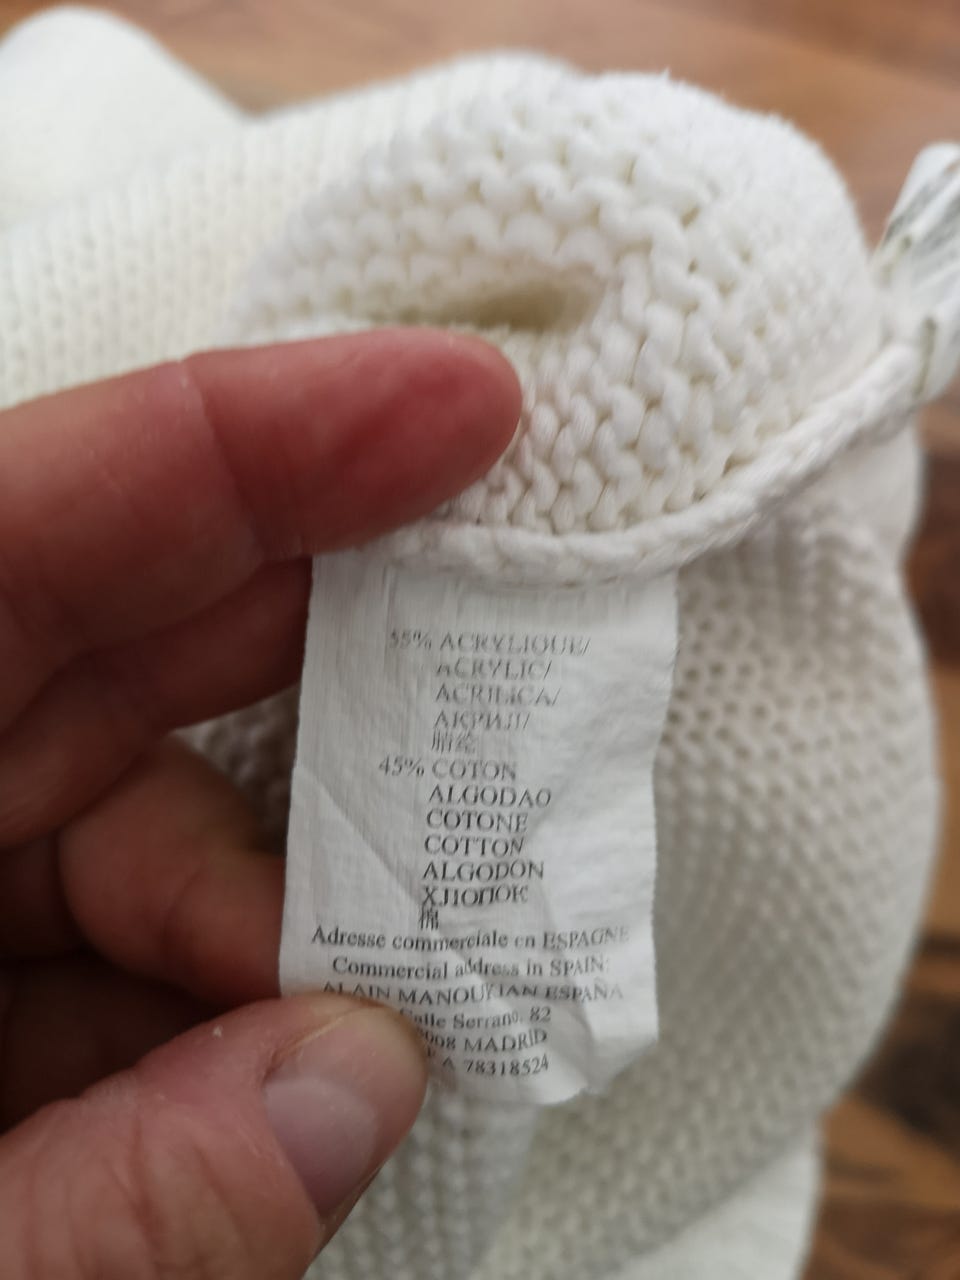 55% ACRYLIQUE/
ACRYLIC/
ACRILICA/
АКРИЛ/
腈纶
45% COTON
ALGODAO
COTONE
COTTON
ALGODON
ХЛОПОК
棉
Adresse commerciale en ESPAGNE
Commercial address in SPAIN:
ALAIN MANOUKIAN ESPAÑA
Calle Serrano, 82
MADRID
A 78318524